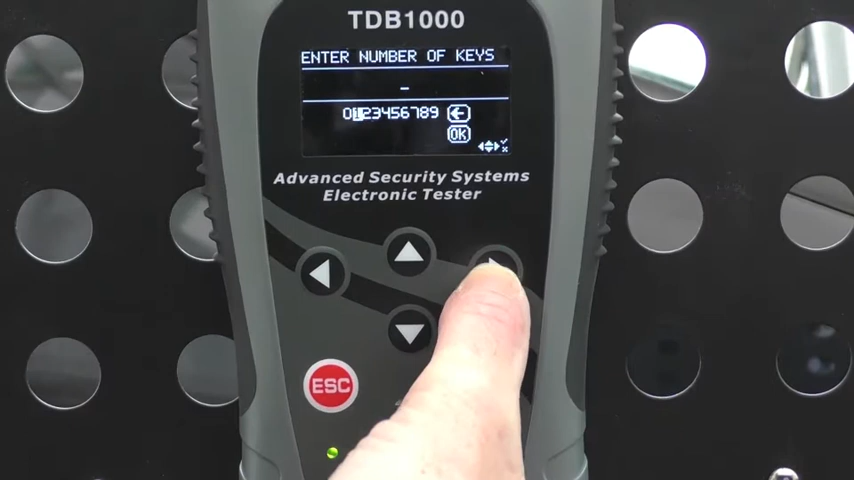 TDB1000
ENTER NUMBER OF KEYS
_
0123456789
OK
Advanced Security Systems
Electronic Tester
ESC